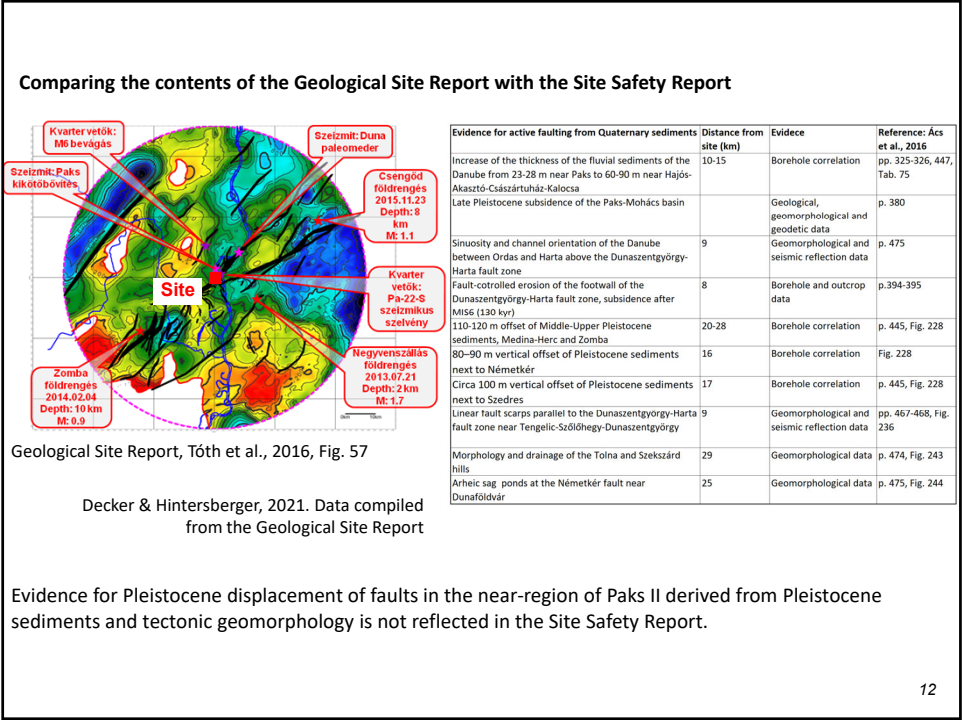 Comparing the contents of the Geological Site Report with the Site Safety Report
Kvarter vetők:
M6 bevágás
Szeizmit: Duna
paleomeder
Szeizmit: Paks
kikötőbővítés
Csengőd
földrengés
2015.11.23
Depth: 8
km
M: 1.1
Site
Kvarter
vetők:
Pa-22-S
szeizmikus
szelvény
Zomba
földrengés
2014.02.04
Depth: 10 km
M: 0.9
Negyvenszállás
földrengés
2013.07.21
Depth: 2 km
M: 1.7
0km 10km
Geological Site Report, Tóth et al., 2016, Fig. 57
Decker & Hintersberger, 2021. Data compiled
from the Geological Site Report
Evidence for active faulting from Quaternary sediments Distance from Evidece Reference: Ács
site (km) et al., 2016
Increase of the thickness of the fluvial sediments of the 10-15 Borehole correlation pp. 325-326, 447,
Danube from 23-28 m near Paks to 60-90 m near Hajós- Tab. 75
Akasztó-Császártuház-Kalocsa
Late Pleistocene subsidence of the Paks-Mohács basin Geological, p. 380
geomorphological and
geodetic data
Sinuosity and channel orientation of the Danube 9 Geomorphological and p. 475
between Ordas and Harta above the Dunaszentgyörgy- seismic reflection data
Harta fault zone
Fault-cotrolled erosion of the footwall of the 8 Borehole and outcrop p.394-395
Dunaszentgyörgy-Harta fault zone, subsidence after data
MIS6 (130 kyr)
110-120 m offset of Middle-Upper Pleistocene 20-28 Borehole correlation p. 445, Fig. 228
sediments, Medina-Herc and Zomba
80–90 m vertical offset of Pleistocene sediments 16 Borehole correlation Fig. 228
next to Németkér
Circa 100 m vertical offset of Pleistocene sediments 17 Borehole correlation p. 445, Fig. 228
next to Szedres
Linear fault scarps parallel to the Dunaszentgyörgy-Harta 9 Geomorphological and pp. 467-468, Fig.
fault zone near Tengelic-Szőlőhegy-Dunaszentgyörgy seismic reflection data 236
Morphology and drainage of the Tolna and Szekszárd 29 Geomorphological data p. 474, Fig. 243
hills
Arheic sag ponds at the Németkér fault near 25 Geomorphological data p. 475, Fig. 244
Dunaföldvár
Evidence for Pleistocene displacement of faults in the near-region of Paks II derived from Pleistocene
sediments and tectonic geomorphology is not reflected in the Site Safety Report.
12